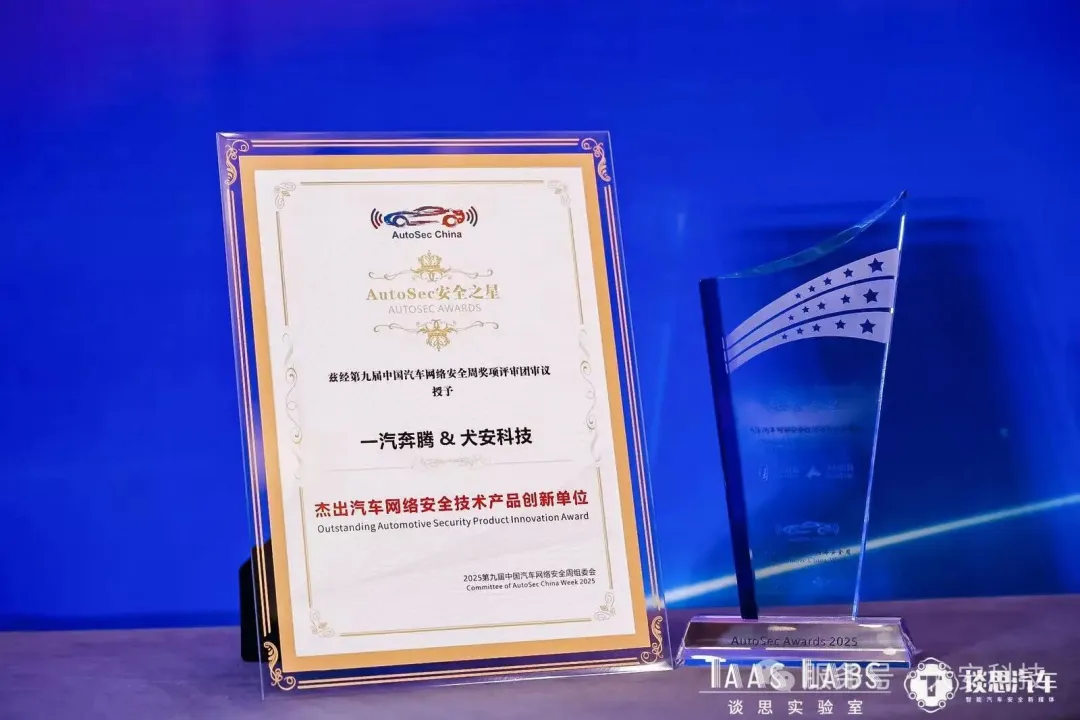 AutoSec China
AutoSec安全之星
AUTOSEC AWARDS
兹经第九届中国汽车网络安全周奖项评审团审议
授予
一汽奔腾 & 犬安科技
杰出汽车网络安全技术产品创新单位
Outstanding Automotive Security Product Innovation Award
2025第九届中国汽车网络安全周组委会
Committee of AutoSec China Week 2025
AutoSec Awards 2025
TAAS LABS
谈思实验室
谈思汽车
智能汽车安全新媒体